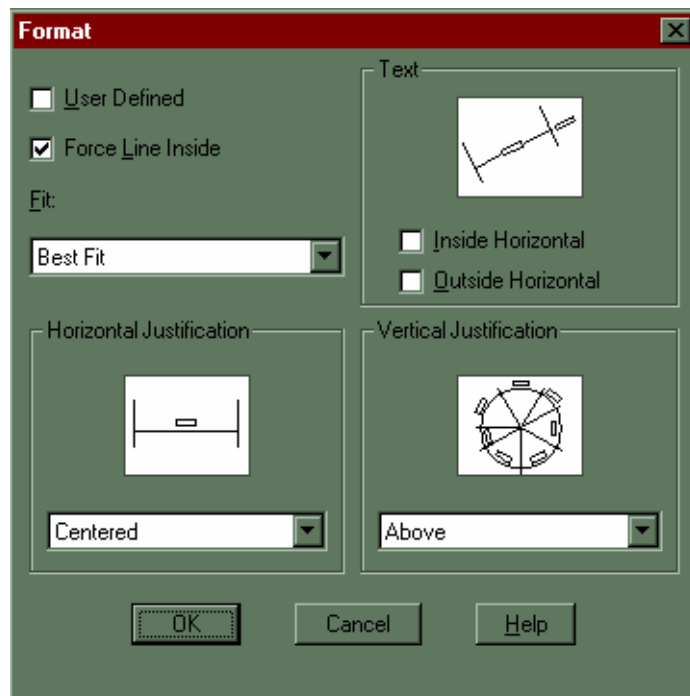 Format
User Defined
Force Line Inside
Fit:
Best Fit
Text
Inside Horizontal
Outside Horizontal
Horizontal Justification
Centered
Vertical Justification
Above
OK
Cancel
Help